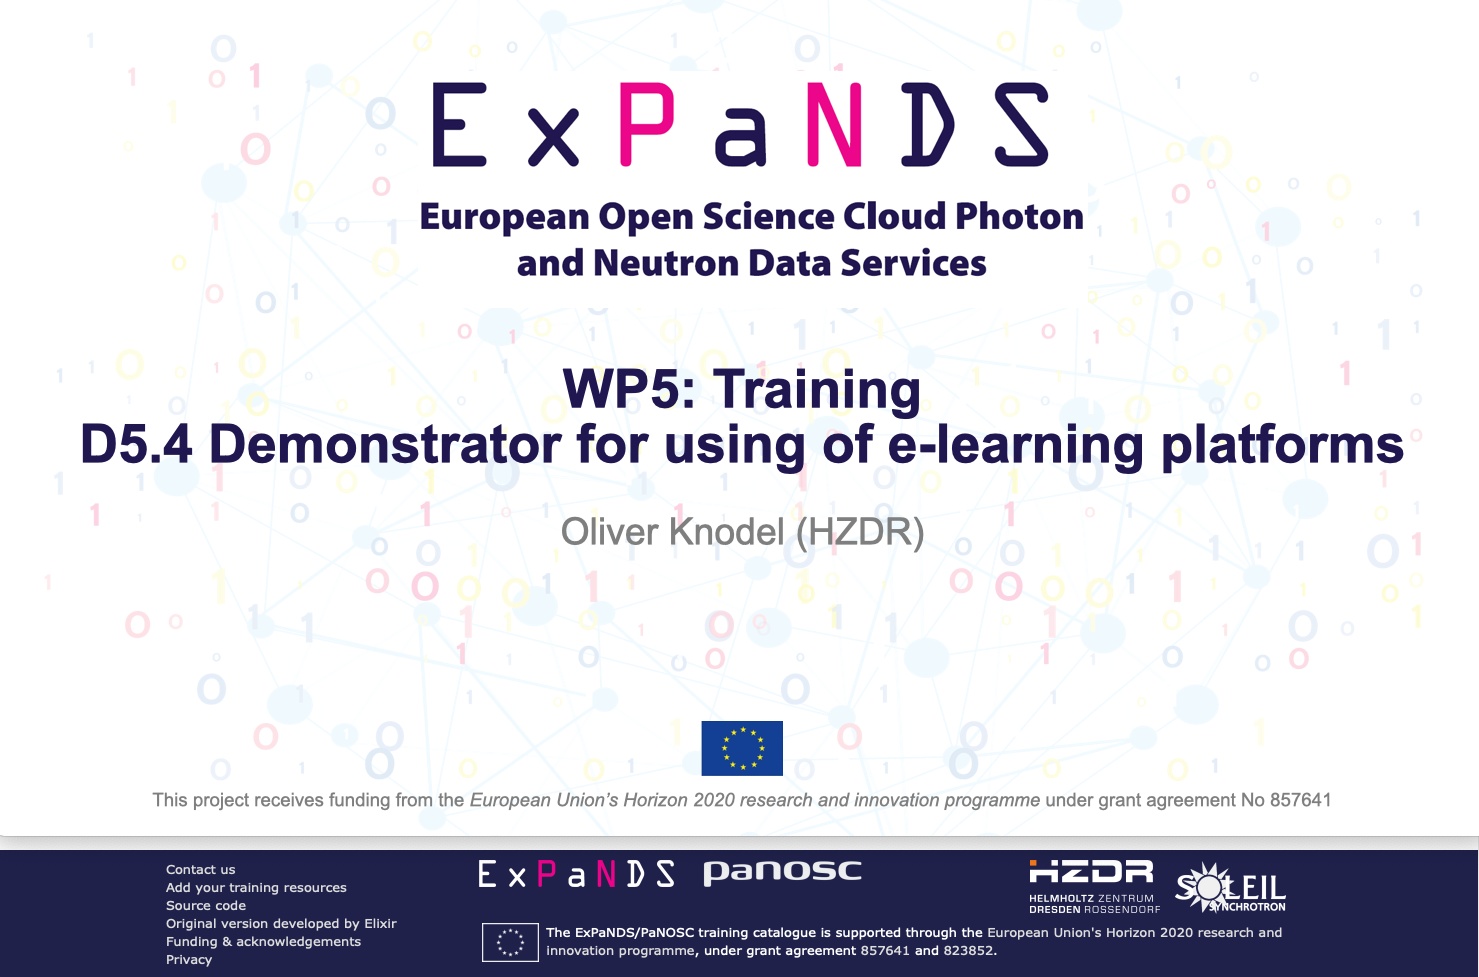 ExPaNDS
European Open Science Cloud Photon
and Neutron Data Services
WP5: Training
D5.4 Demonstrator for using of e-learning platforms
Oliver Knodel (HZDR)
This project receives funding from the European Union's Horizon 2020 research and innovation programme under grant agreement No 857641
Contact us
Add your training resources
Source code
Original version developed by Elixir
Funding & acknowledgements
Privacy
ExPaNDS panosc
HZDR
HELMHOLTZ ZENTRUM
DRESDEN ROSSENDORF
SOLEIL
SYNCHROTRON
The ExPaNDS/PaNOSC training catalogue is supported through the European Union's Horizon 2020 research and
innovation programme, under grant agreement 857641 and 823852.